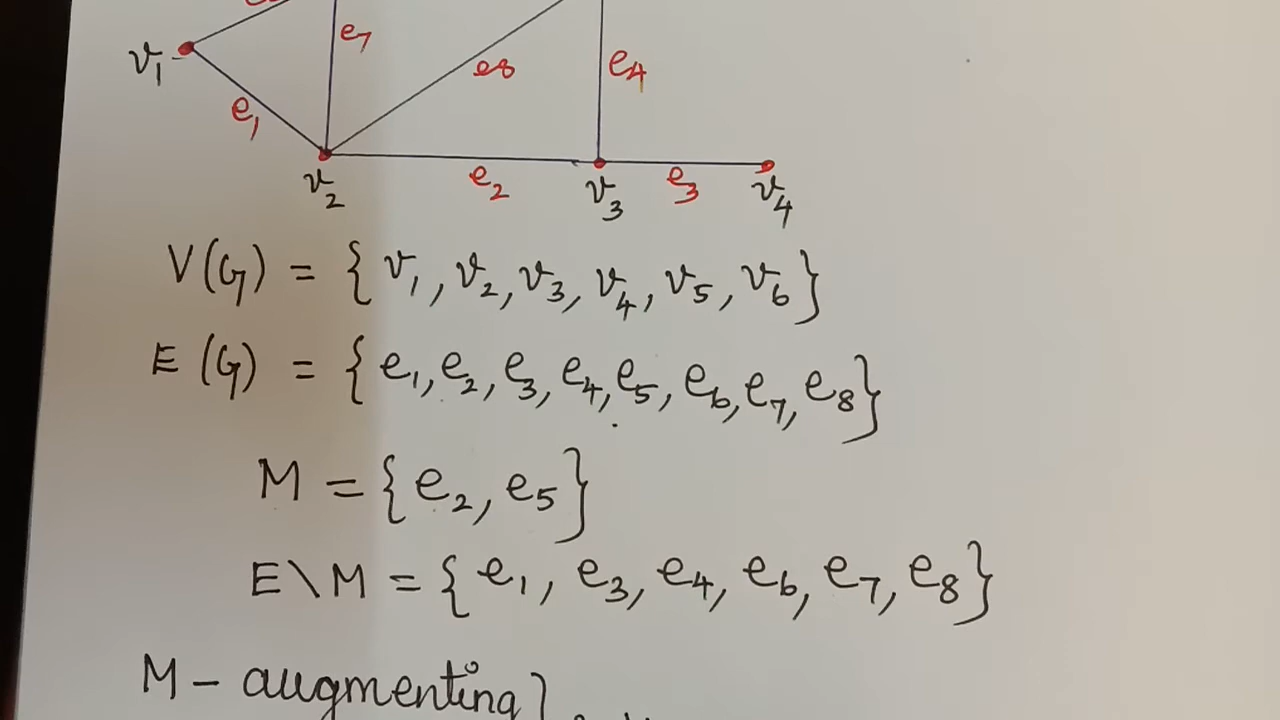 e7
v1
e8
e4
e1
v2
e2
v3
e3
v4
V(G) = {v1, v2, v3, v4, v5, v6}
E(G) = {e1, e2, e3, e4, e5, e6, e7, e8}
M = {e2, e5}
E\M = {e1, e3, e4, e6, e7, e8}
M - augmenting